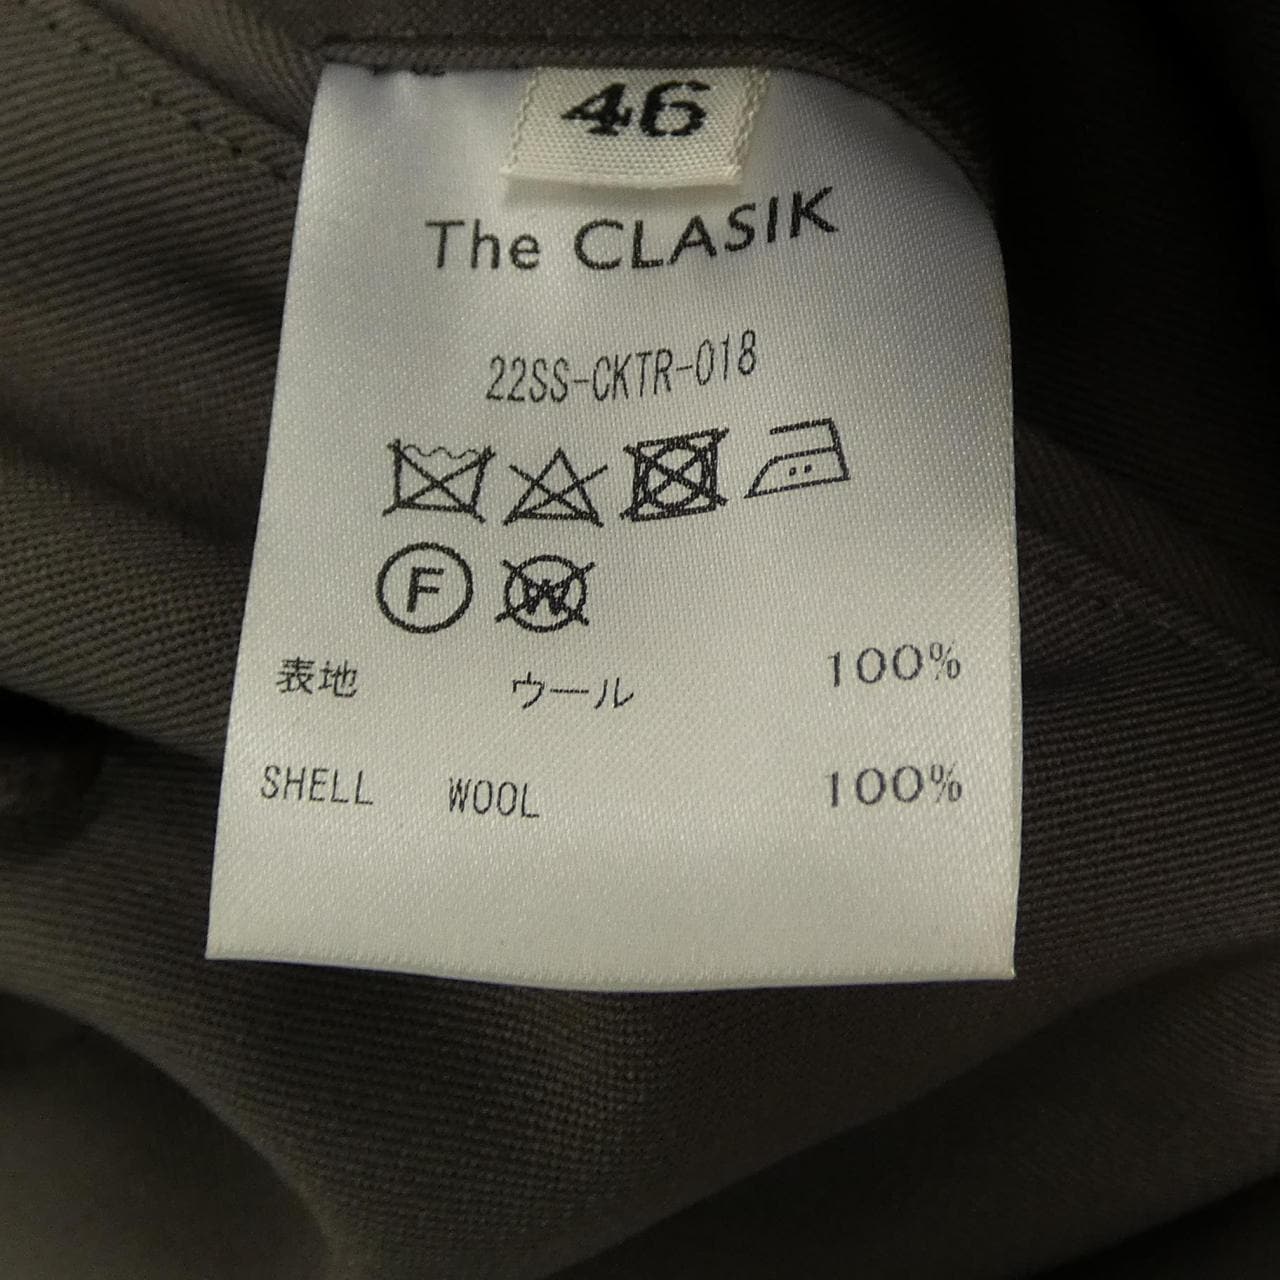 46
The CLASIK
22SS-CKTR-018
F W
表地 ウール 100%
SHELL WOOL 100%